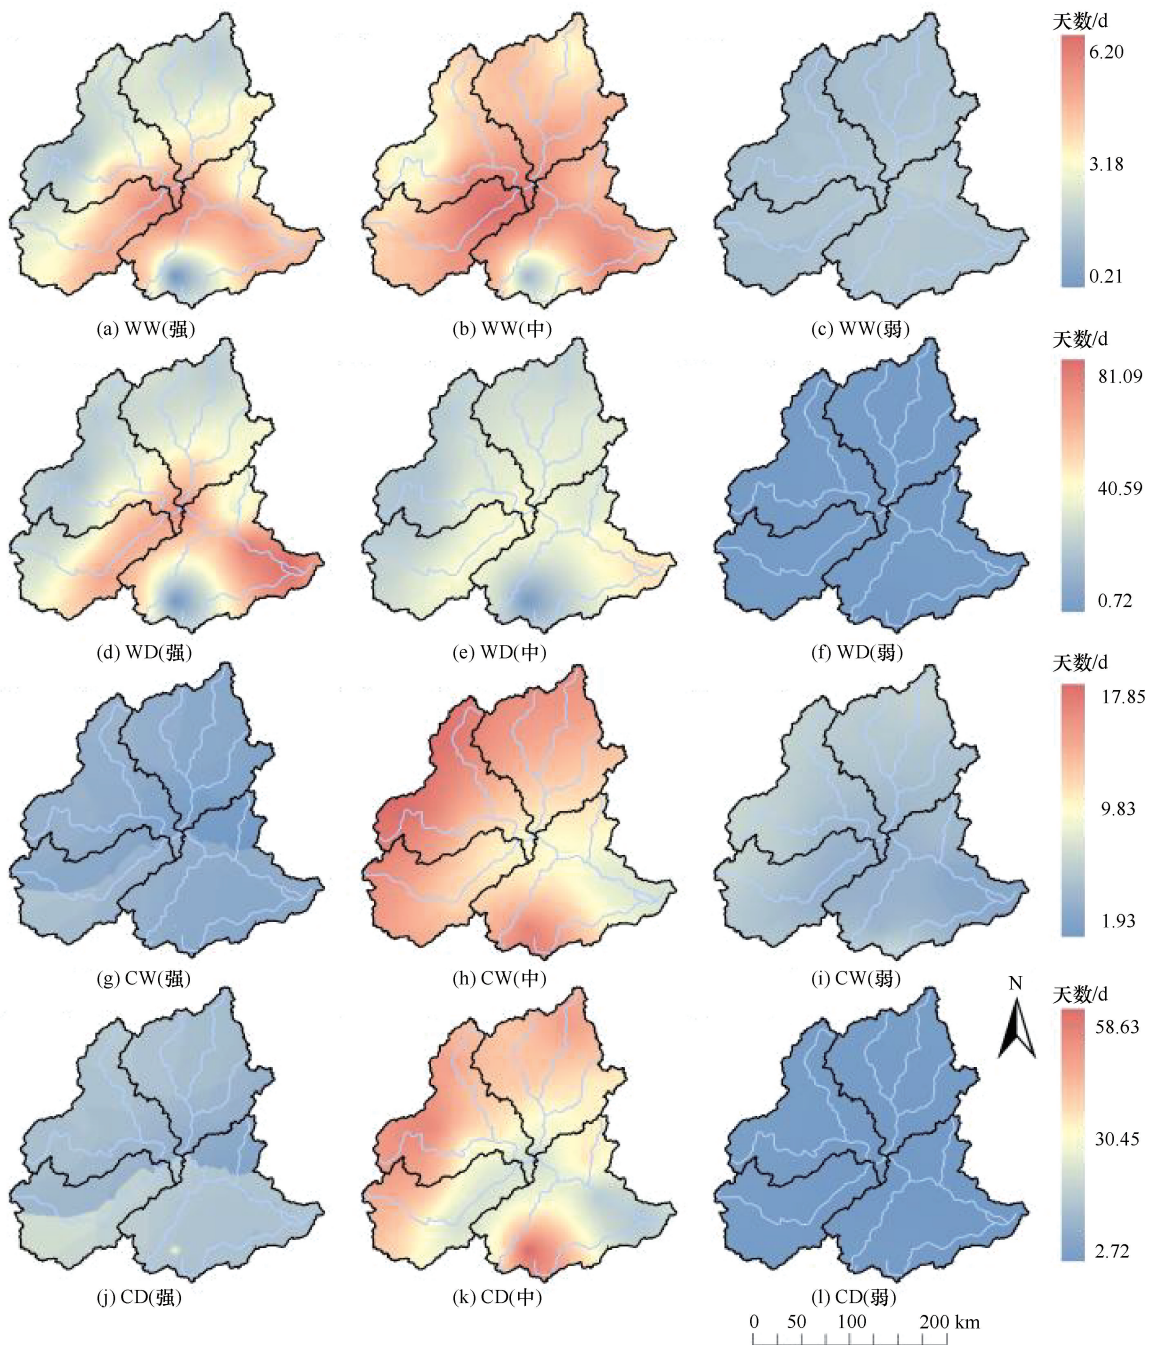 天数/d
6.20
3.18
0.21
(a) WW(强)
(b) WW(中)
(c) WW(弱)
天数/d
81.09
40.59
0.72
(d) WD(强)
(e) WD(中)
(f) WD(弱)
天数/d
17.85
9.83
1.93
(g) CW(强)
(h) CW(中)
(i) CW(弱)
N
天数/d
58.63
30.45
2.72
(j) CD(强)
(k) CD(中)
(l) CD(弱)
0 50 100 200 km